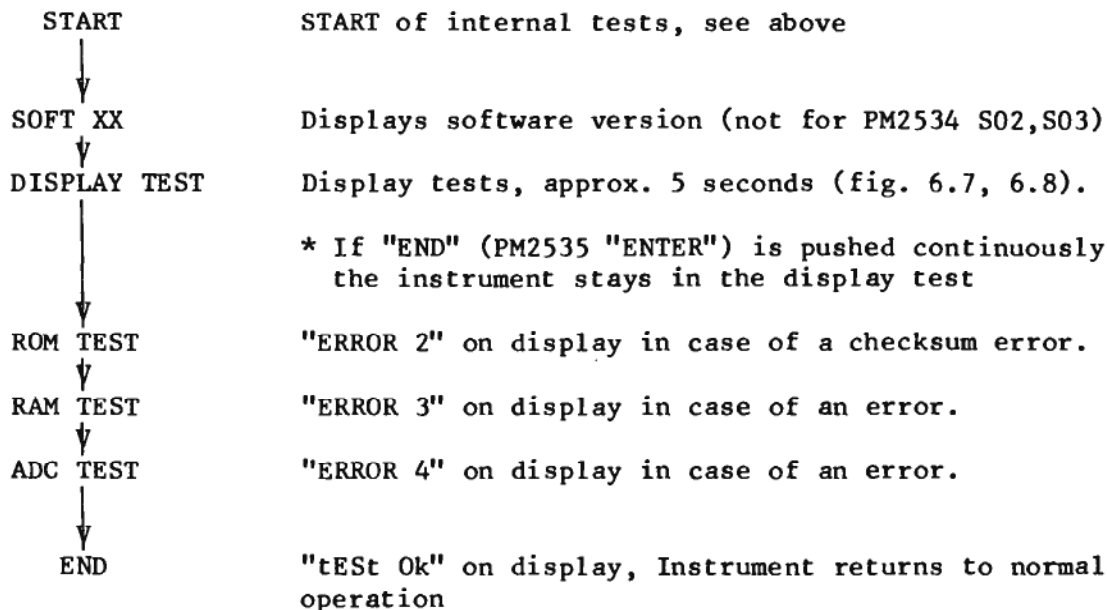 START START of internal tests, see above
SOFT XX Displays software version (not for PM2534 S02,S03)
DISPLAY TEST Display tests, approx. 5 seconds (fig. 6.7, 6.8).
* If "END" (PM2535 "ENTER") is pushed continuously
the instrument stays in the display test
ROM TEST "ERROR 2" on display in case of a checksum error.
RAM TEST "ERROR 3" on display in case of an error.
ADC TEST "ERROR 4" on display in case of an error.
END "tESt Ok" on display, Instrument returns to normal
operation